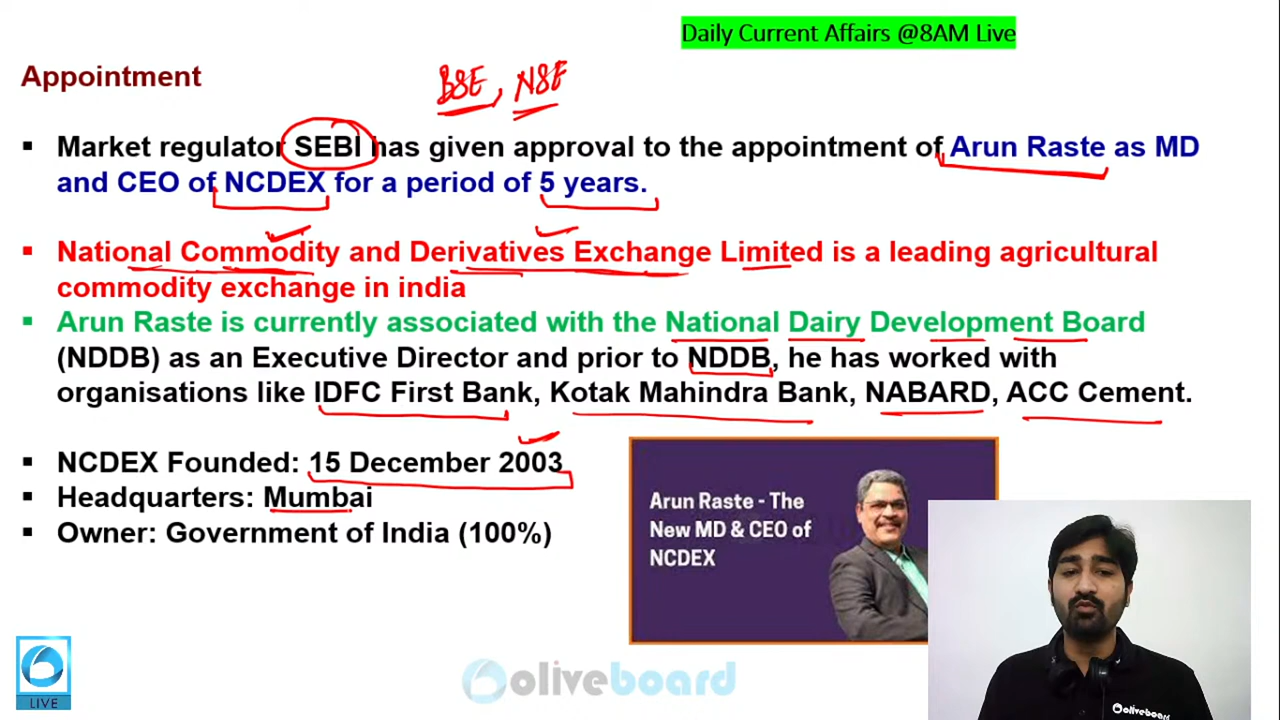 Daily Current Affairs @8AM Live
Appointment
BSE, NSE
▪ Market regulator SEBI has given approval to the appointment of Arun Raste as MD
and CEO of NCDEX for a period of 5 years.
▪ National Commodity and Derivatives Exchange Limited is a leading agricultural
commodity exchange in india
▪ Arun Raste is currently associated with the National Dairy Development Board
(NDDB) as an Executive Director and prior to NDDB, he has worked with
organisations like IDFC First Bank, Kotak Mahindra Bank, NABARD, ACC Cement.
▪ NCDEX Founded: 15 December 2003
▪ Headquarters: Mumbai
▪ Owner: Government of India (100%)
Arun Raste - The
New MD & CEO of
NCDEX
LIVE
oliveboard
oliveboard